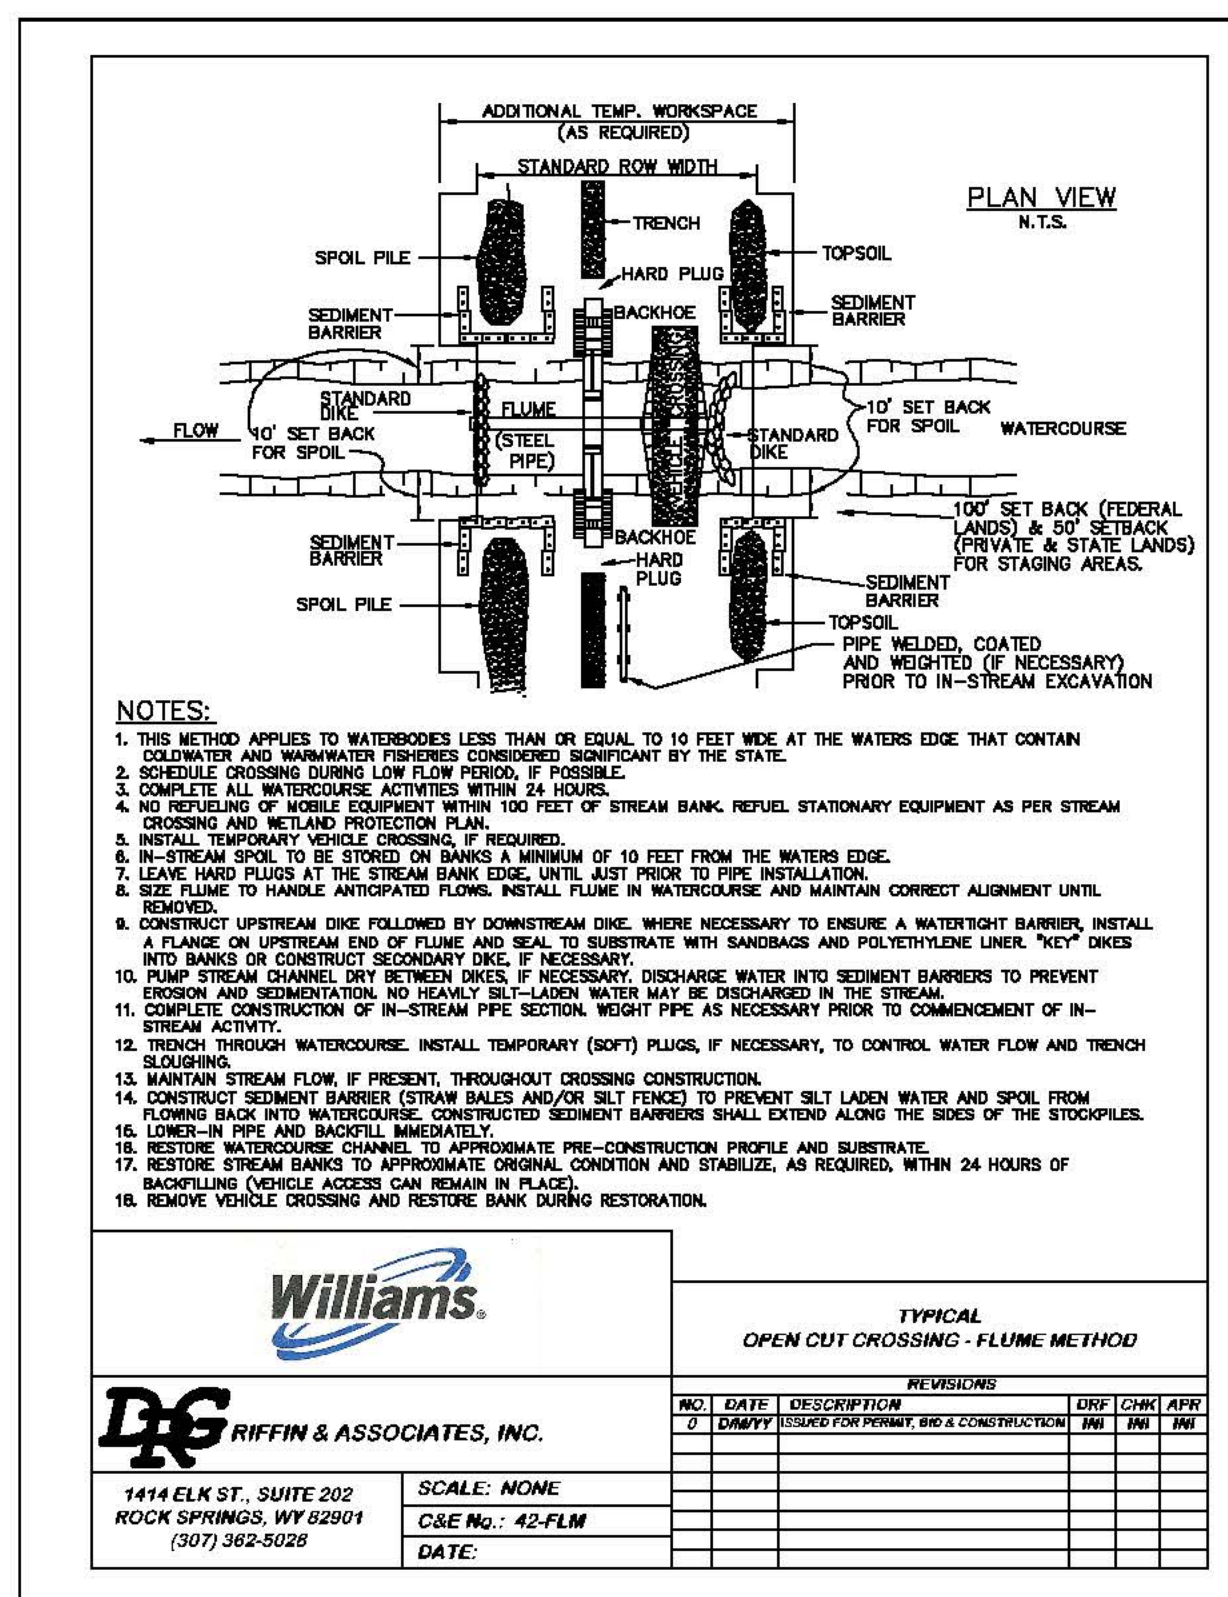 ADDITIONAL TEMP. WORKSPACE
(AS REQUIRED)
STANDARD ROW WIDTH
PLAN VIEW
N.T.S.
TRENCH
SPOIL PILE
TOPSOIL
HARD PLUG
SEDIMENT
BARRIER
BACKHOE
SEDIMENT
BARRIER
VEHICLE CROSSING
STANDARD
DIKE
FLUME
(STEEL
PIPE)
10' SET BACK
FOR SPOIL
FLOW
10' SET BACK
FOR SPOIL
STANDARD
DIKE
WATERCOURSE
100' SET BACK (FEDERAL
LANDS) & 50' SETBACK
(PRIVATE & STATE LANDS)
FOR STAGING AREAS.
SEDIMENT
BARRIER
BACKHOE
HARD
PLUG
SEDIMENT
BARRIER
SPOIL PILE
TOPSOIL
PIPE WELDED, COATED
AND WEIGHTED (IF NECESSARY)
PRIOR TO IN-STREAM EXCAVATION
NOTES:
1. THIS METHOD APPLIES TO WATERBODIES LESS THAN OR EQUAL TO 10 FEET WIDE AT THE WATERS EDGE THAT CONTAIN
COLDWATER AND WARMWATER FISHERIES CONSIDERED SIGNIFICANT BY THE STATE.
2. SCHEDULE CROSSING DURING LOW FLOW PERIOD, IF POSSIBLE.
3. COMPLETE ALL WATERCOURSE ACTIVITIES WITHIN 24 HOURS.
4. NO REFUELING OF MOBILE EQUIPMENT WITHIN 100 FEET OF STREAM BANK. REFUEL STATIONARY EQUIPMENT AS PER STREAM
CROSSING AND WETLAND PROTECTION PLAN.
5. INSTALL TEMPORARY VEHICLE CROSSING, IF REQUIRED.
6. IN-STREAM SPOIL TO BE STORED ON BANKS A MINIMUM OF 10 FEET FROM THE WATERS EDGE.
7. LEAVE HARD PLUGS AT THE STREAM BANK EDGE, UNTIL JUST PRIOR TO PIPE INSTALLATION.
8. SIZE FLUME TO HANDLE ANTICIPATED FLOWS. INSTALL FLUME IN WATERCOURSE AND MAINTAIN CORRECT ALIGNMENT UNTIL
REMOVED.
9. CONSTRUCT UPSTREAM DIKE FOLLOWED BY DOWNSTREAM DIKE. WHERE NECESSARY TO ENSURE A WATERTIGHT BARRIER, INSTALL
A FLANGE ON UPSTREAM END OF FLUME AND SEAL TO SUBSTRATE WITH SANDBAGS AND POLYETHYLENE LINER. "KEY" DIKES
INTO BANKS OR CONSTRUCT SECONDARY DIKE, IF NECESSARY.
10. PUMP STREAM CHANNEL DRY BETWEEN DIKES, IF NECESSARY. DISCHARGE WATER INTO SEDIMENT BARRIERS TO PREVENT
EROSION AND SEDIMENTATION. NO HEAVILY SILT-LADEN WATER MAY BE DISCHARGED IN THE STREAM.
11. COMPLETE CONSTRUCTION OF IN-STREAM PIPE SECTION. WEIGHT PIPE AS NECESSARY PRIOR TO COMMENCEMENT OF IN-
STREAM ACTIVITY.
12. TRENCH THROUGH WATERCOURSE. INSTALL TEMPORARY (SOFT) PLUGS, IF NECESSARY, TO CONTROL WATER FLOW AND TRENCH
SLOUGHING.
13. MAINTAIN STREAM FLOW, IF PRESENT, THROUGHOUT CROSSING CONSTRUCTION.
14. CONSTRUCT SEDIMENT BARRIER (STRAW BALES AND/OR SILT FENCE) TO PREVENT SILT LADEN WATER AND SPOIL FROM
FLOWING BACK INTO WATERCOURSE. CONSTRUCTED SEDIMENT BARRIERS SHALL EXTEND ALONG THE SIDES OF THE STOCKPILES.
15. LOWER-IN PIPE AND BACKFILL IMMEDIATELY.
16. RESTORE WATERCOURSE CHANNEL TO APPROXIMATE PRE-CONSTRUCTION PROFILE AND SUBSTRATE.
17. RESTORE STREAM BANKS TO APPROXIMATE ORIGINAL CONDITION AND STABILIZE, AS REQUIRED, WITHIN 24 HOURS OF
BACKFILLING (VEHICLE ACCESS CAN REMAIN IN PLACE).
18. REMOVE VEHICLE CROSSING AND RESTORE BANK DURING RESTORATION.
Williams®
TYPICAL
OPEN CUT CROSSING - FLUME METHOD
REVISIONS
NO. DATE DESCRIPTION DRF CHK APR
0 D/M/YY ISSUED FOR PERMIT, BID & CONSTRUCTION INI INI INI
DRG RIFFIN & ASSOCIATES, INC.
1414 ELK ST., SUITE 202
ROCK SPRINGS, WY 82901
(307) 362-5028
SCALE: NONE
C&E No.: 42-FLM
DATE: